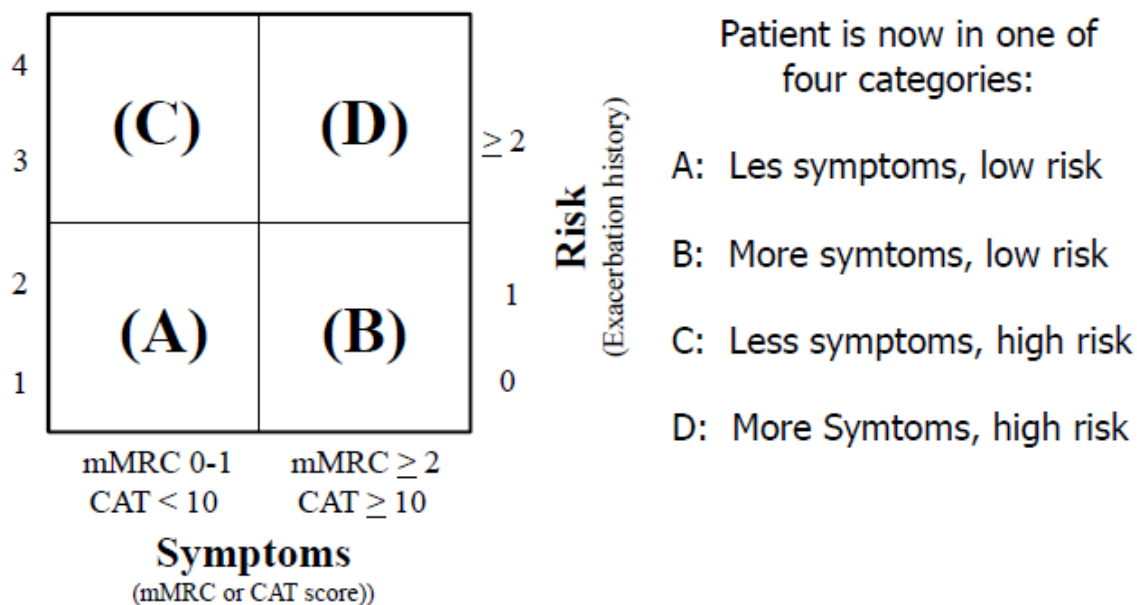 4
3
2
1
(C)
(D)
(A)
(B)
≥ 2
1
0
Risk
(Exacerbation history)
mMRC 0-1
CAT < 10
mMRC ≥ 2
CAT ≥ 10
Symptoms
(mMRC or CAT score))
Patient is now in one of
four categories:
A: Les symptoms, low risk
B: More symtoms, low risk
C: Less symptoms, high risk
D: More Symtoms, high risk